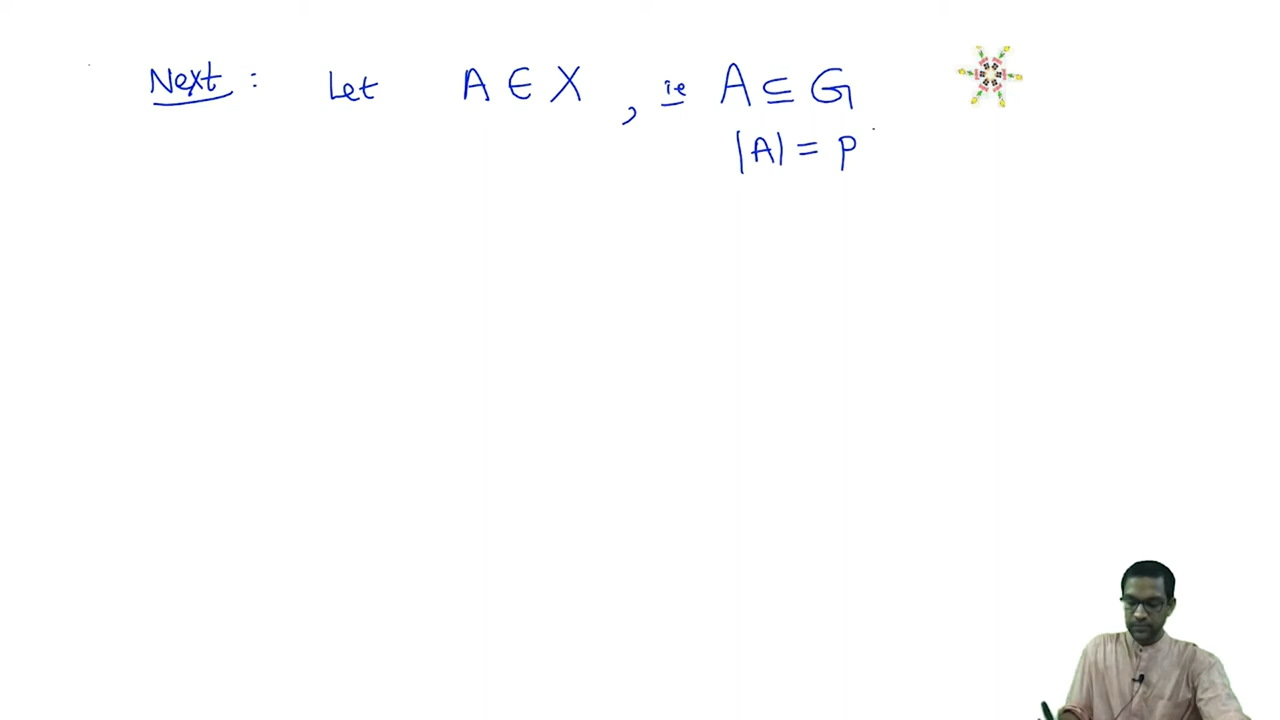 Next : Let A ∈ X , ie A ⊆ G
|A| = p